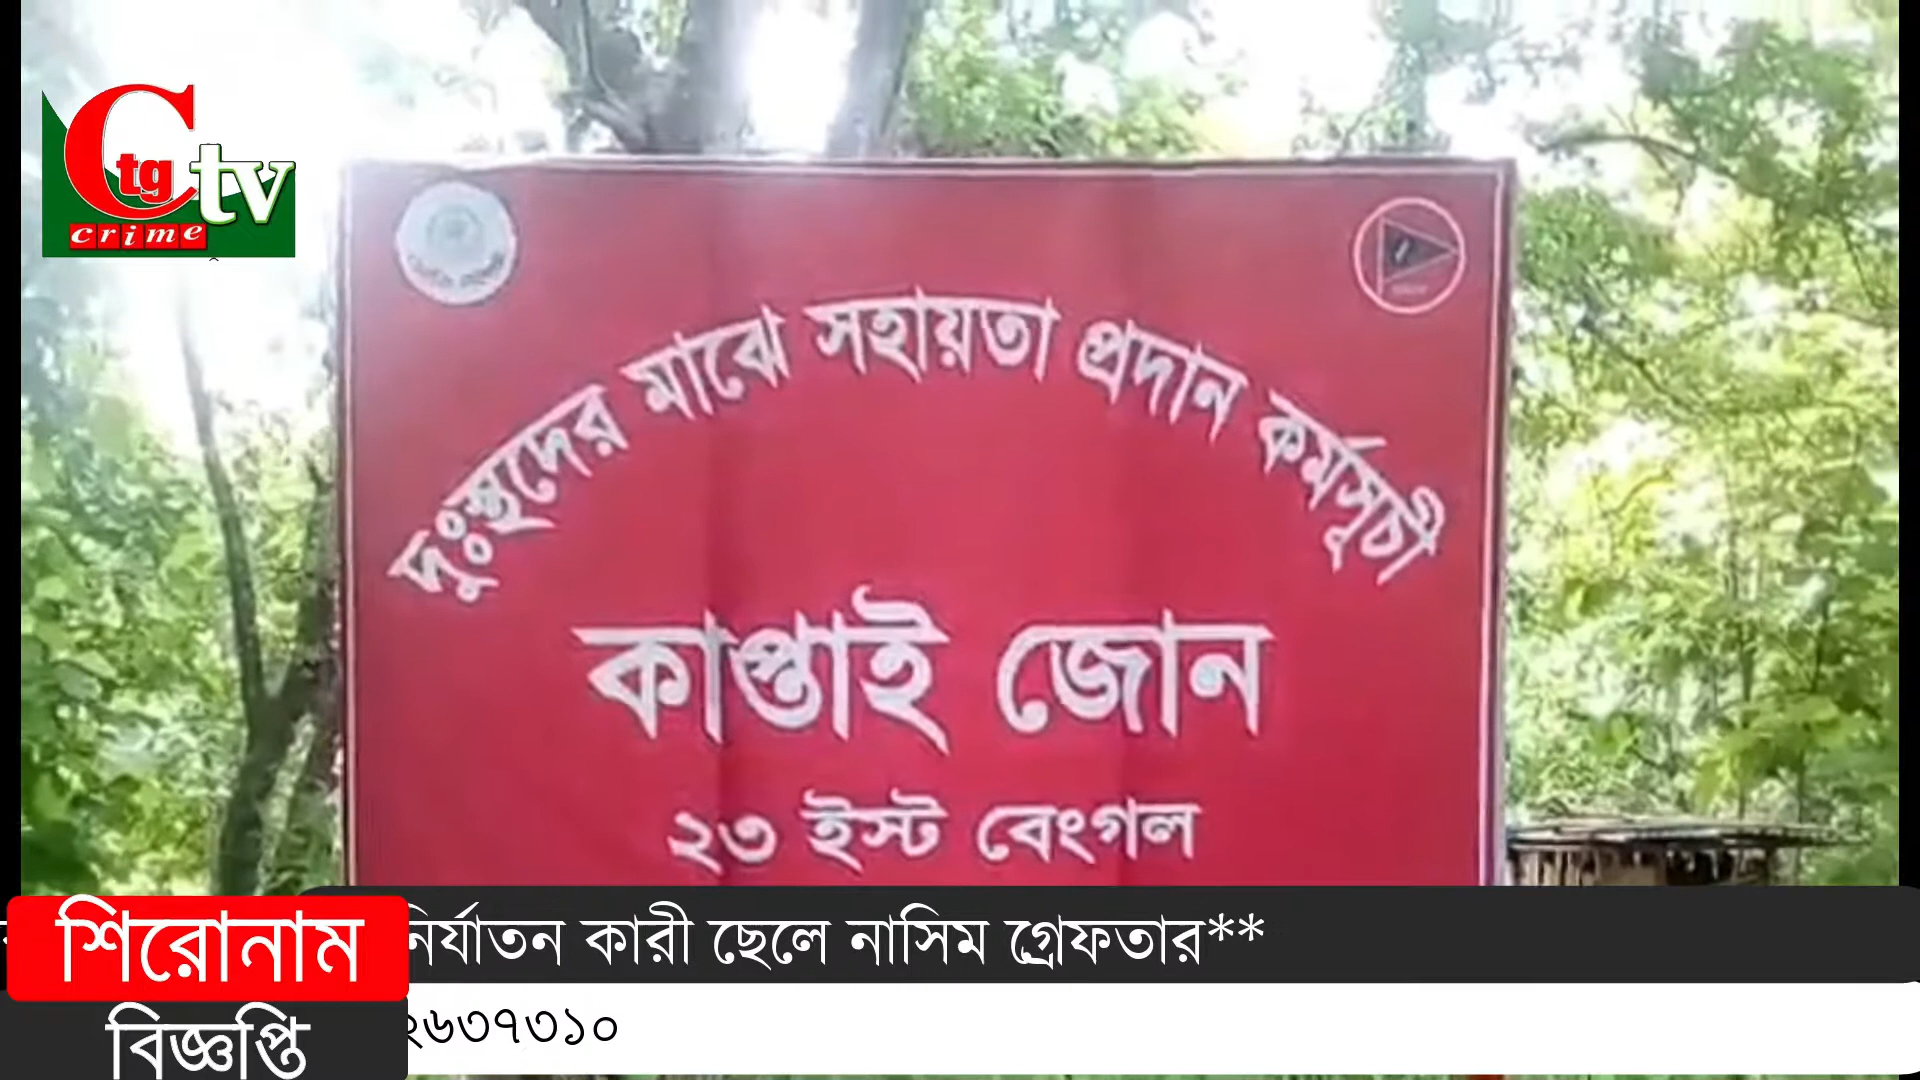 Ctg tv
crime
দুঃস্থদের মাঝে সহায়তা প্রদান কর্মসূচী
কাপ্তাই জোন
২৩ ইস্ট বেংগল
শিরোনাম
নির্যাতন কারী ছেলে নাসিম গ্রেফতার**
বিজ্ঞপ্তি
২৬৩৭৩১০